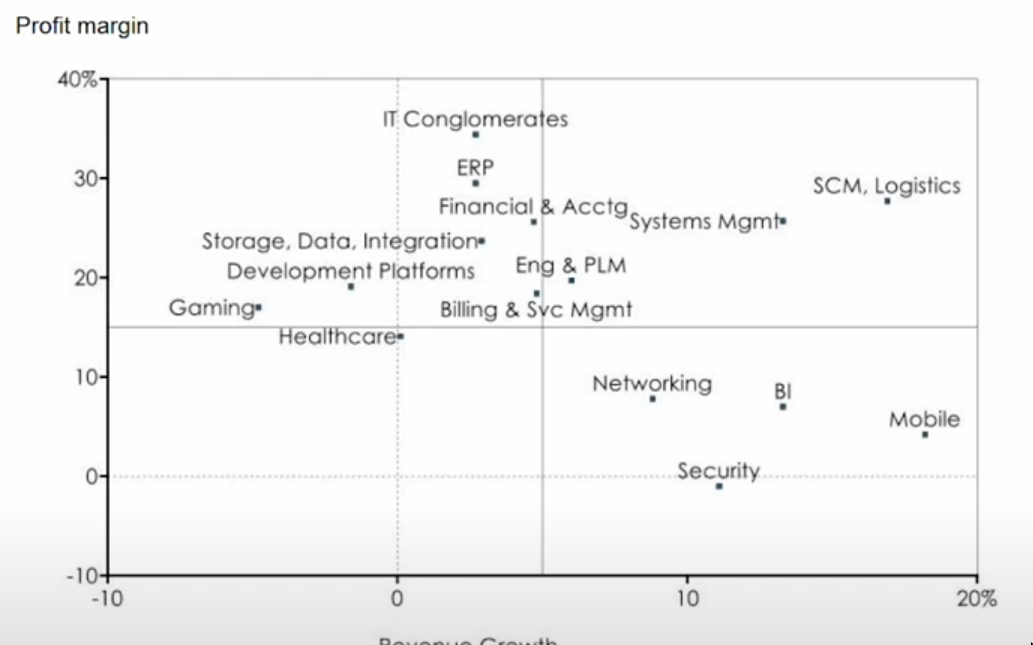 Profit margin
40%
IT Conglomerates
ERP
30
SCM, Logistics
Financial & Acctg
Systems Mgmt
Storage, Data, Integration
Eng & PLM
Development Platforms
20
Gaming
Billing & Svc Mgmt
Healthcare
10
Networking
BI
Mobile
Security
0
-10
-10
0
10
20%
Revenue Growth